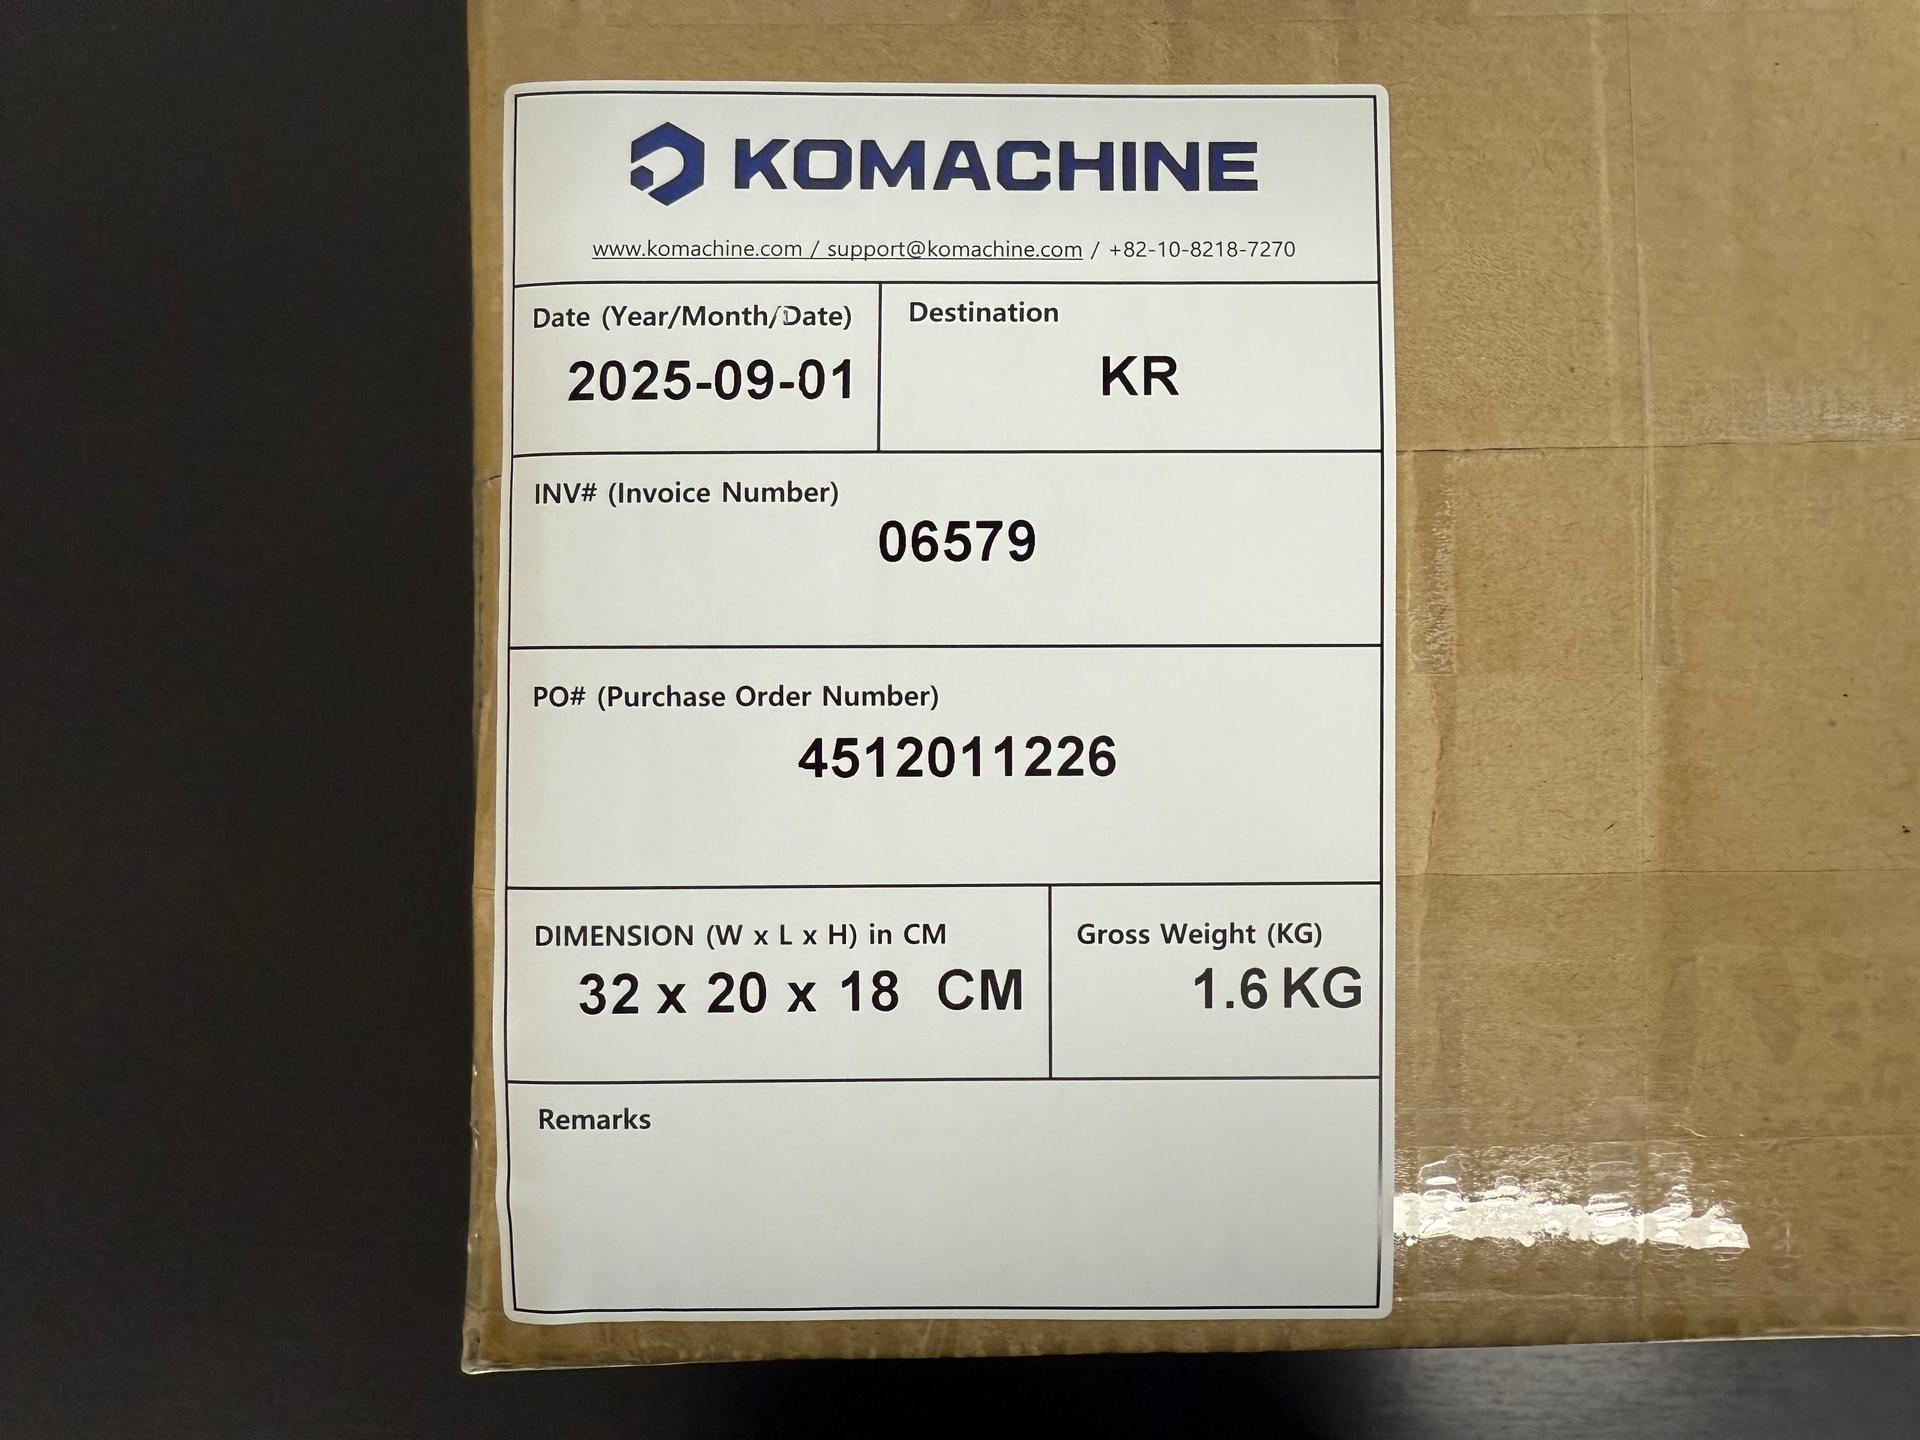 KOMACHINE
www.komachine.com / support@komachine.com / +82-10-8218-7270
Date (Year/Month/Date)
2025-09-01
Destination
KR
INV# (Invoice Number)
06579
PO# (Purchase Order Number)
4512011226
DIMENSION (W x L x H) in CM
32 x 20 x 18 CM
Gross Weight (KG)
1.6 KG
Remarks